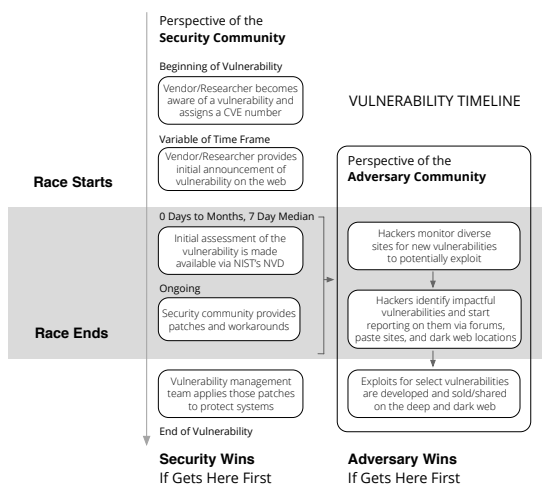 Perspective of the
Security Community
Beginning of Vulnerability
Vendor/Researcher becomes
aware of a vulnerability and
assigns a CVE number
VULNERABILITY TIMELINE
Variable of Time Frame
Vendor/Researcher provides
initial announcement of
vulnerability on the web
Race Starts
Perspective of the
Adversary Community
0 Days to Months, 7 Day Median
Initial assessment of the
vulnerability is made
available via NIST's NVD
Hackers monitor diverse
sites for new vulnerabilities
to potentially exploit
Ongoing
Security community provides
patches and workarounds
Hackers identify impactful
vulnerabilities and start
reporting on them via forums,
paste sites, and dark web locations
Race Ends
Vulnerability management
team applies those patches
to protect systems
Exploits for select vulnerabilities
are developed and sold/shared
on the deep and dark web
End of Vulnerability
Security Wins
If Gets Here First
Adversary Wins
If Gets Here First